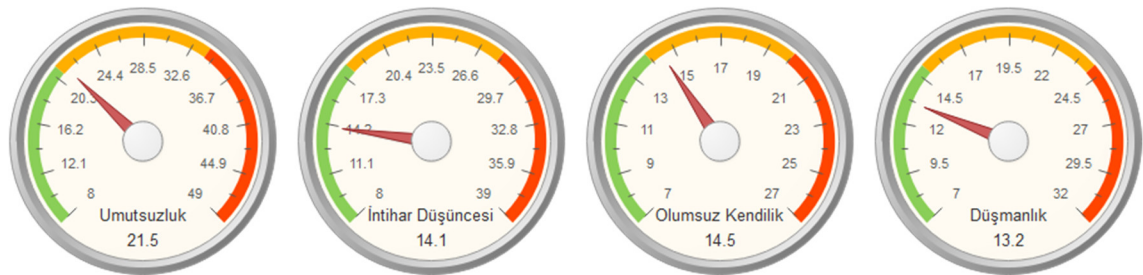 8 12.1 16.2 20.3 24.4 28.5 32.6 36.7 40.8 44.9 49
Umutsuzluk
21.5
8 11.1 14.2 17.3 20.4 23.5 26.6 29.7 32.8 35.9 39
İntihar Düşüncesi
14.1
7 9 11 13 15 17 19 21 23 25 27
Olumsuz Kendilik
14.5
7 9.5 12 14.5 17 19.5 22 24.5 27 29.5 32
Düşmanlık
13.2